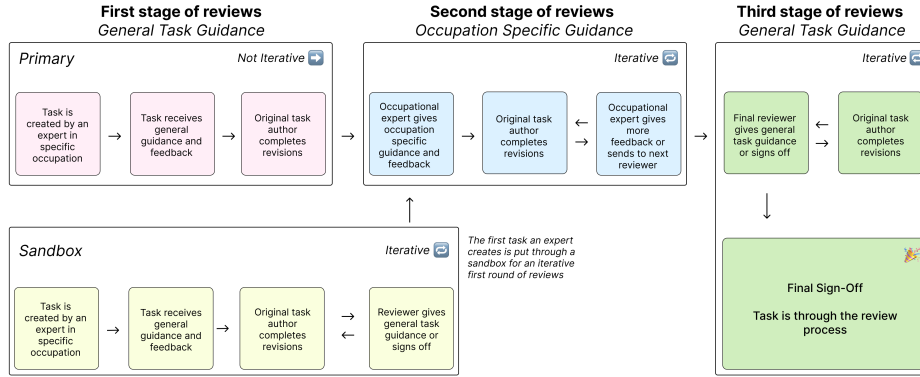 First stage of reviews
General Task Guidance
Second stage of reviews
Occupation Specific Guidance
Third stage of reviews
General Task Guidance
Primary
Not Iterative
Task is
created by an
expert in
specific
occupation
Task receives
general
guidance and
feedback
Original task
author
completes
revisions
Iterative
Occupational
expert gives
occupation
specific
guidance and
feedback
Original task
author
completes
revisions
Occupational
expert gives
more
feedback or
sends to next
reviewer
Iterative
Final reviewer
gives general
task guidance
or signs off
Original task
author
completes
revisions
Sandbox
Iterative
The first task an expert
creates is put through a
sandbox for an iterative
first round of reviews
Task is
created by an
expert in
specific
occupation
Task receives
general
guidance and
feedback
Original task
author
completes
revisions
Reviewer gives
general task
guidance or
signs off
Final Sign-Off
Task is through the review
process